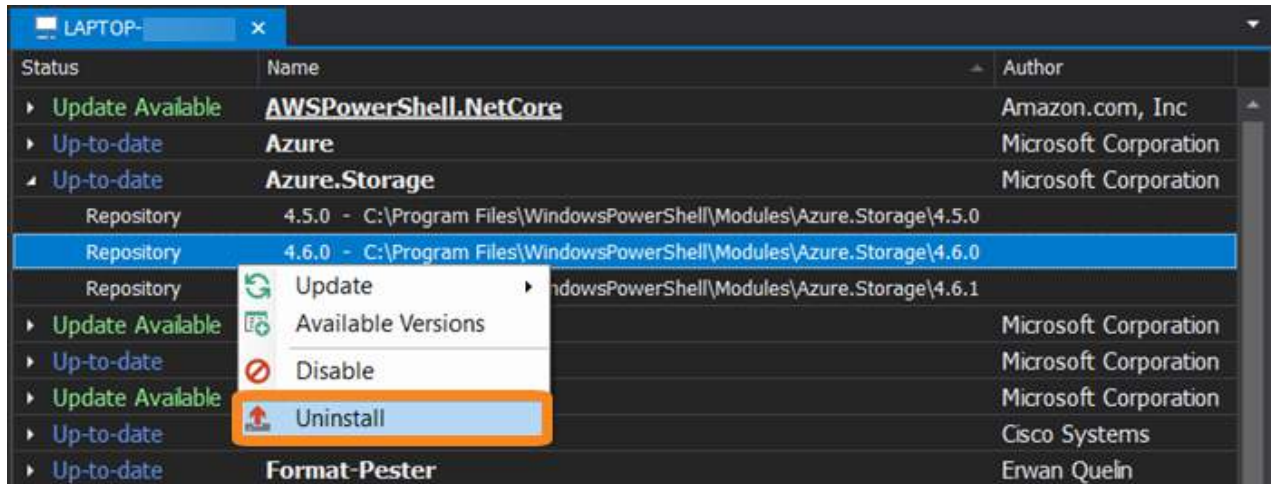 LAPTOP-
Status Name Author
Update Available AWSPowerShell.NetCore Amazon.com, Inc
Up-to-date Azure Microsoft Corporation
Up-to-date Azure.Storage Microsoft Corporation
Repository 4.5.0 - C:\Program Files\WindowsPowerShell\Modules\Azure.Storage\4.5.0
Repository 4.6.0 - C:\Program Files\WindowsPowerShell\Modules\Azure.Storage\4.6.0
Repository Update dowsPowerShell\Modules\Azure.Storage\4.6.1
Update Available Available Versions Microsoft Corporation
Up-to-date Disable Microsoft Corporation
Update Available Microsoft Corporation
Up-to-date Uninstall Cisco Systems
Up-to-date Format-Pester Erwan Quelin